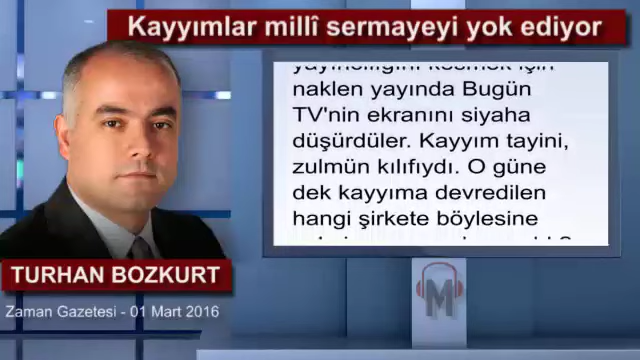 Kayyımlar millî sermayeyi yok ediyor
naklen yayında Bugün
TV'nin ekranını siyaha
düşürdüler. Kayyım tayini,
zulmün kılıfıydı. O güne
dek kayyıma devredilen
hangi şirkete böylesine
TURHAN BOZKURT
Zaman Gazetesi - 01 Mart 2016
M